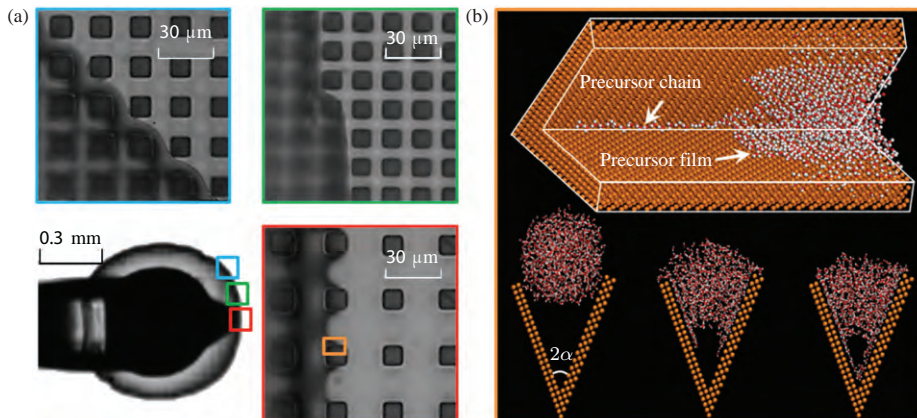 (a)
30 µm
30 µm
0.3 mm
30 µm
(b)
Precursor chain
Precursor film
2α